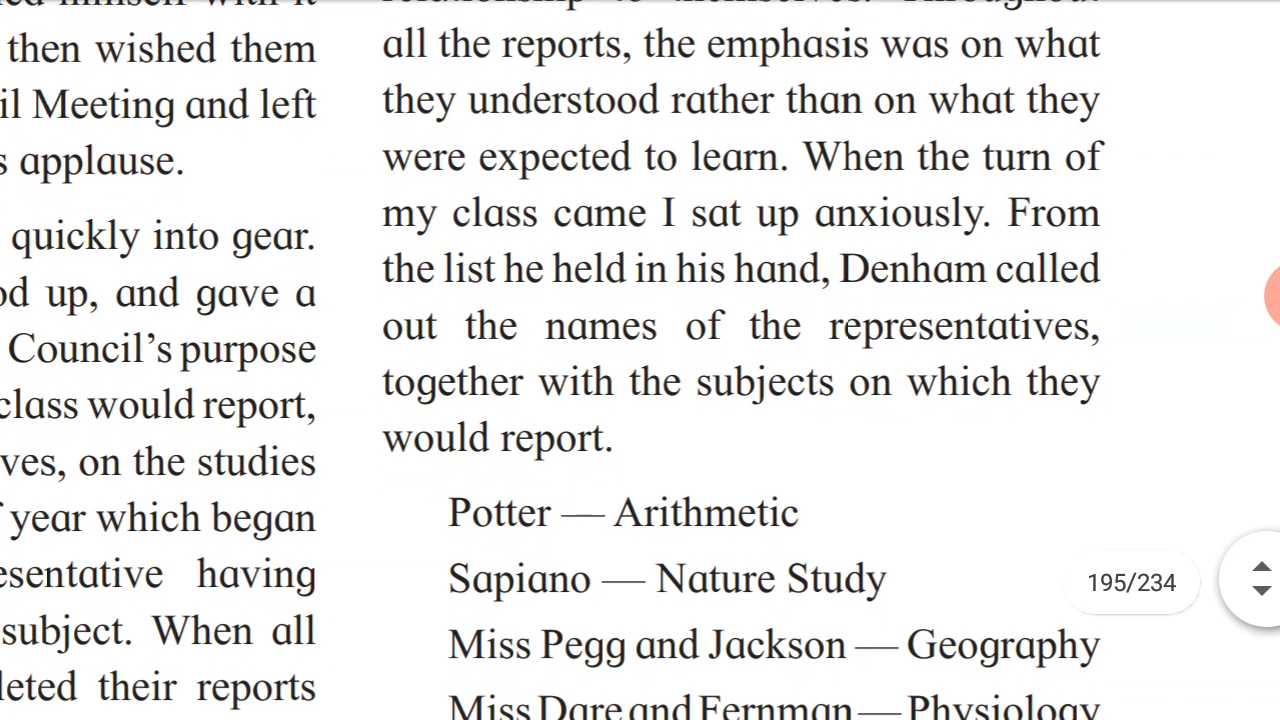 then wished them
il Meeting and left
s applause.
quickly into gear.
od up, and gave a
Council's purpose
class would report,
ves, on the studies
f year which began
esentative having
subject. When all
leted their reports
all the reports, the emphasis was on what
they understood rather than on what they
were expected to learn. When the turn of
my class came I sat up anxiously. From
the list he held in his hand, Denham called
out the names of the representatives,
together with the subjects on which they
would report.
Potter — Arithmetic
Sapiano — Nature Study
Miss Pegg and Jackson — Geography
Miss Dare and Fernman — Physiology
195/234